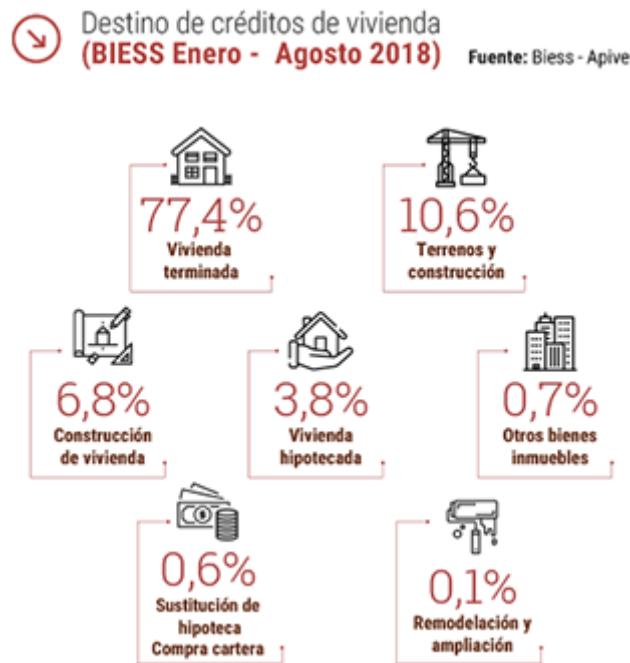 Destino de créditos de vivienda
(BIESS Enero - Agosto 2018)
Fuente: Biess - Apive
77,4%
Vivienda
terminada
10,6%
Terrenos y
construcción
6,8%
Construcción
de vivienda
3,8%
Vivienda
hipotecada
0,7%
Otros bienes
inmuebles
0,6%
Sustitución de
hipoteca
Compra cartera
0,1%
Remodelación y
ampliación